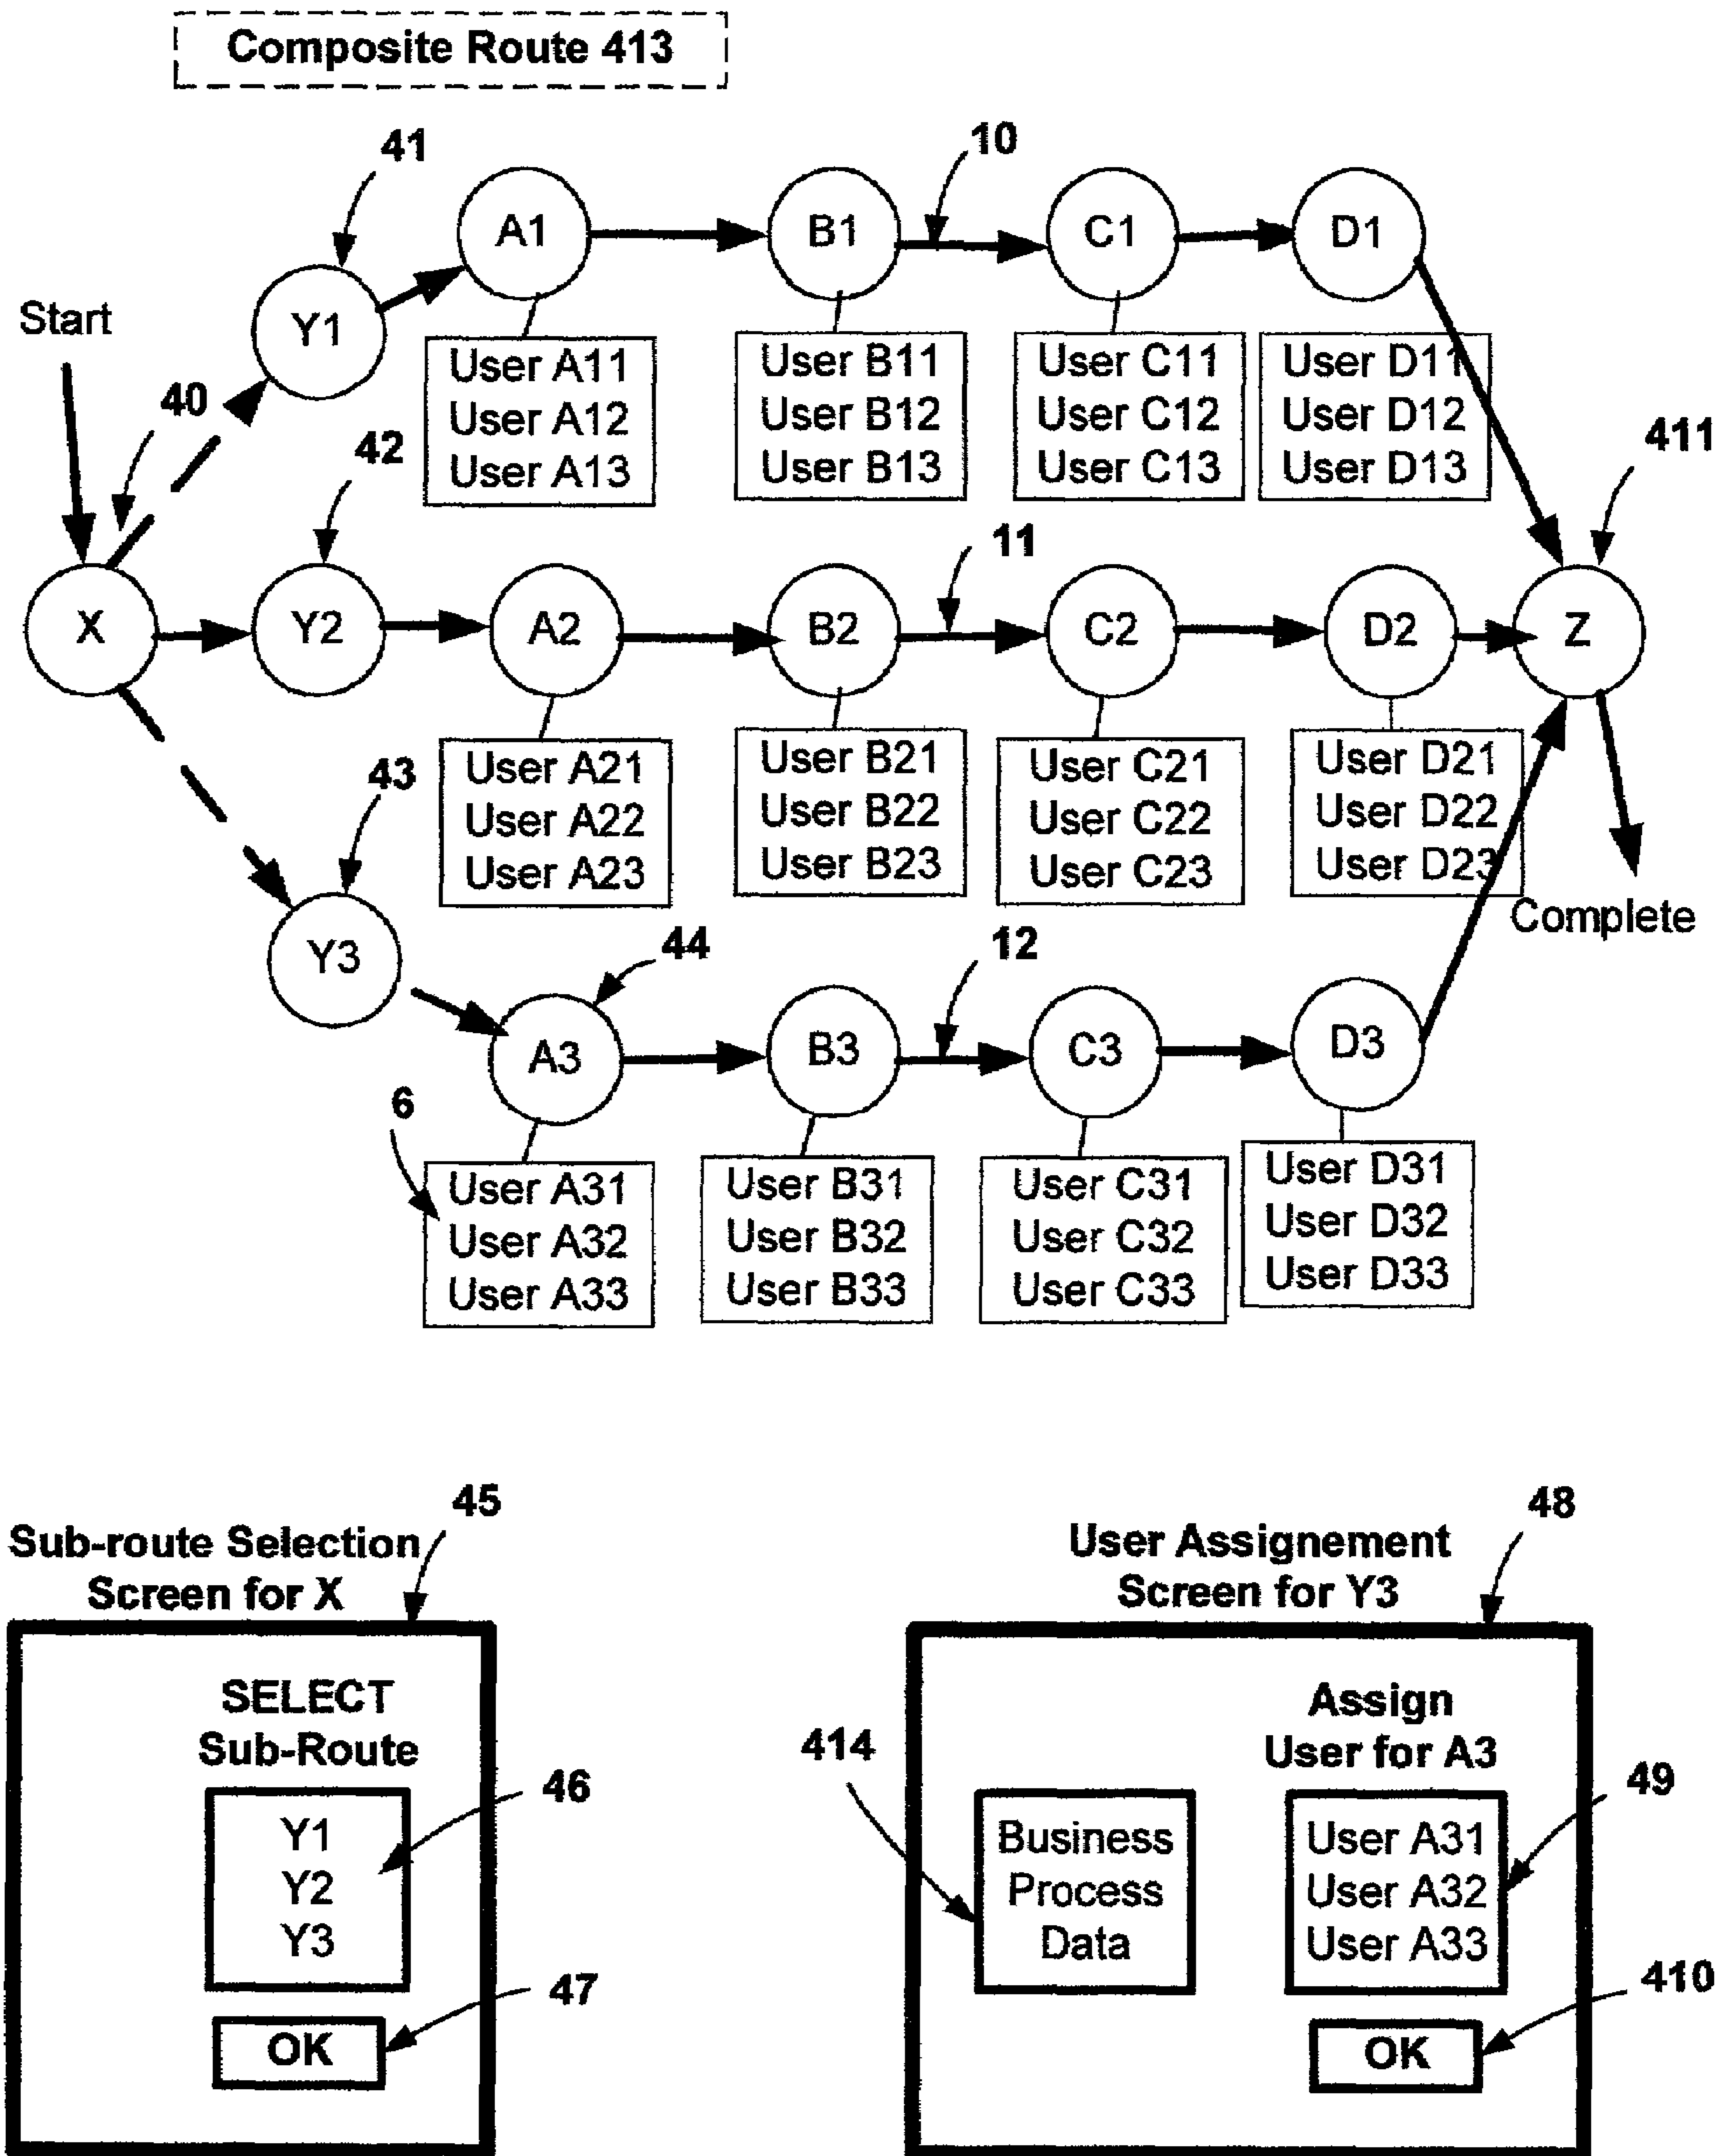 Composite Route 413
41
10
A1
B1
C1
D1
Start
Y1
40
User A11
User A12
User A13
User B11
User B12
User B13
User C11
User C12
User C13
User D11
User D12
User D13
42
411
11
X
Y2
A2
B2
C2
D2
Z
43
User A21
User A22
User A23
User B21
User B22
User B23
User C21
User C22
User C23
User D21
User D22
User D23
Complete
Y3
44
12
A3
B3
C3
D3
6
User A31
User A32
User A33
User B31
User B32
User B33
User C31
User C32
User C33
User D31
User D32
User D33
45
Sub-route Selection
Screen for X
SELECT
Sub-Route
46
Y1
Y2
Y3
47
OK
48
User Assignement
Screen for Y3
Assign
User for A3
414
49
Business
Process
Data
User A31
User A32
User A33
410
OK